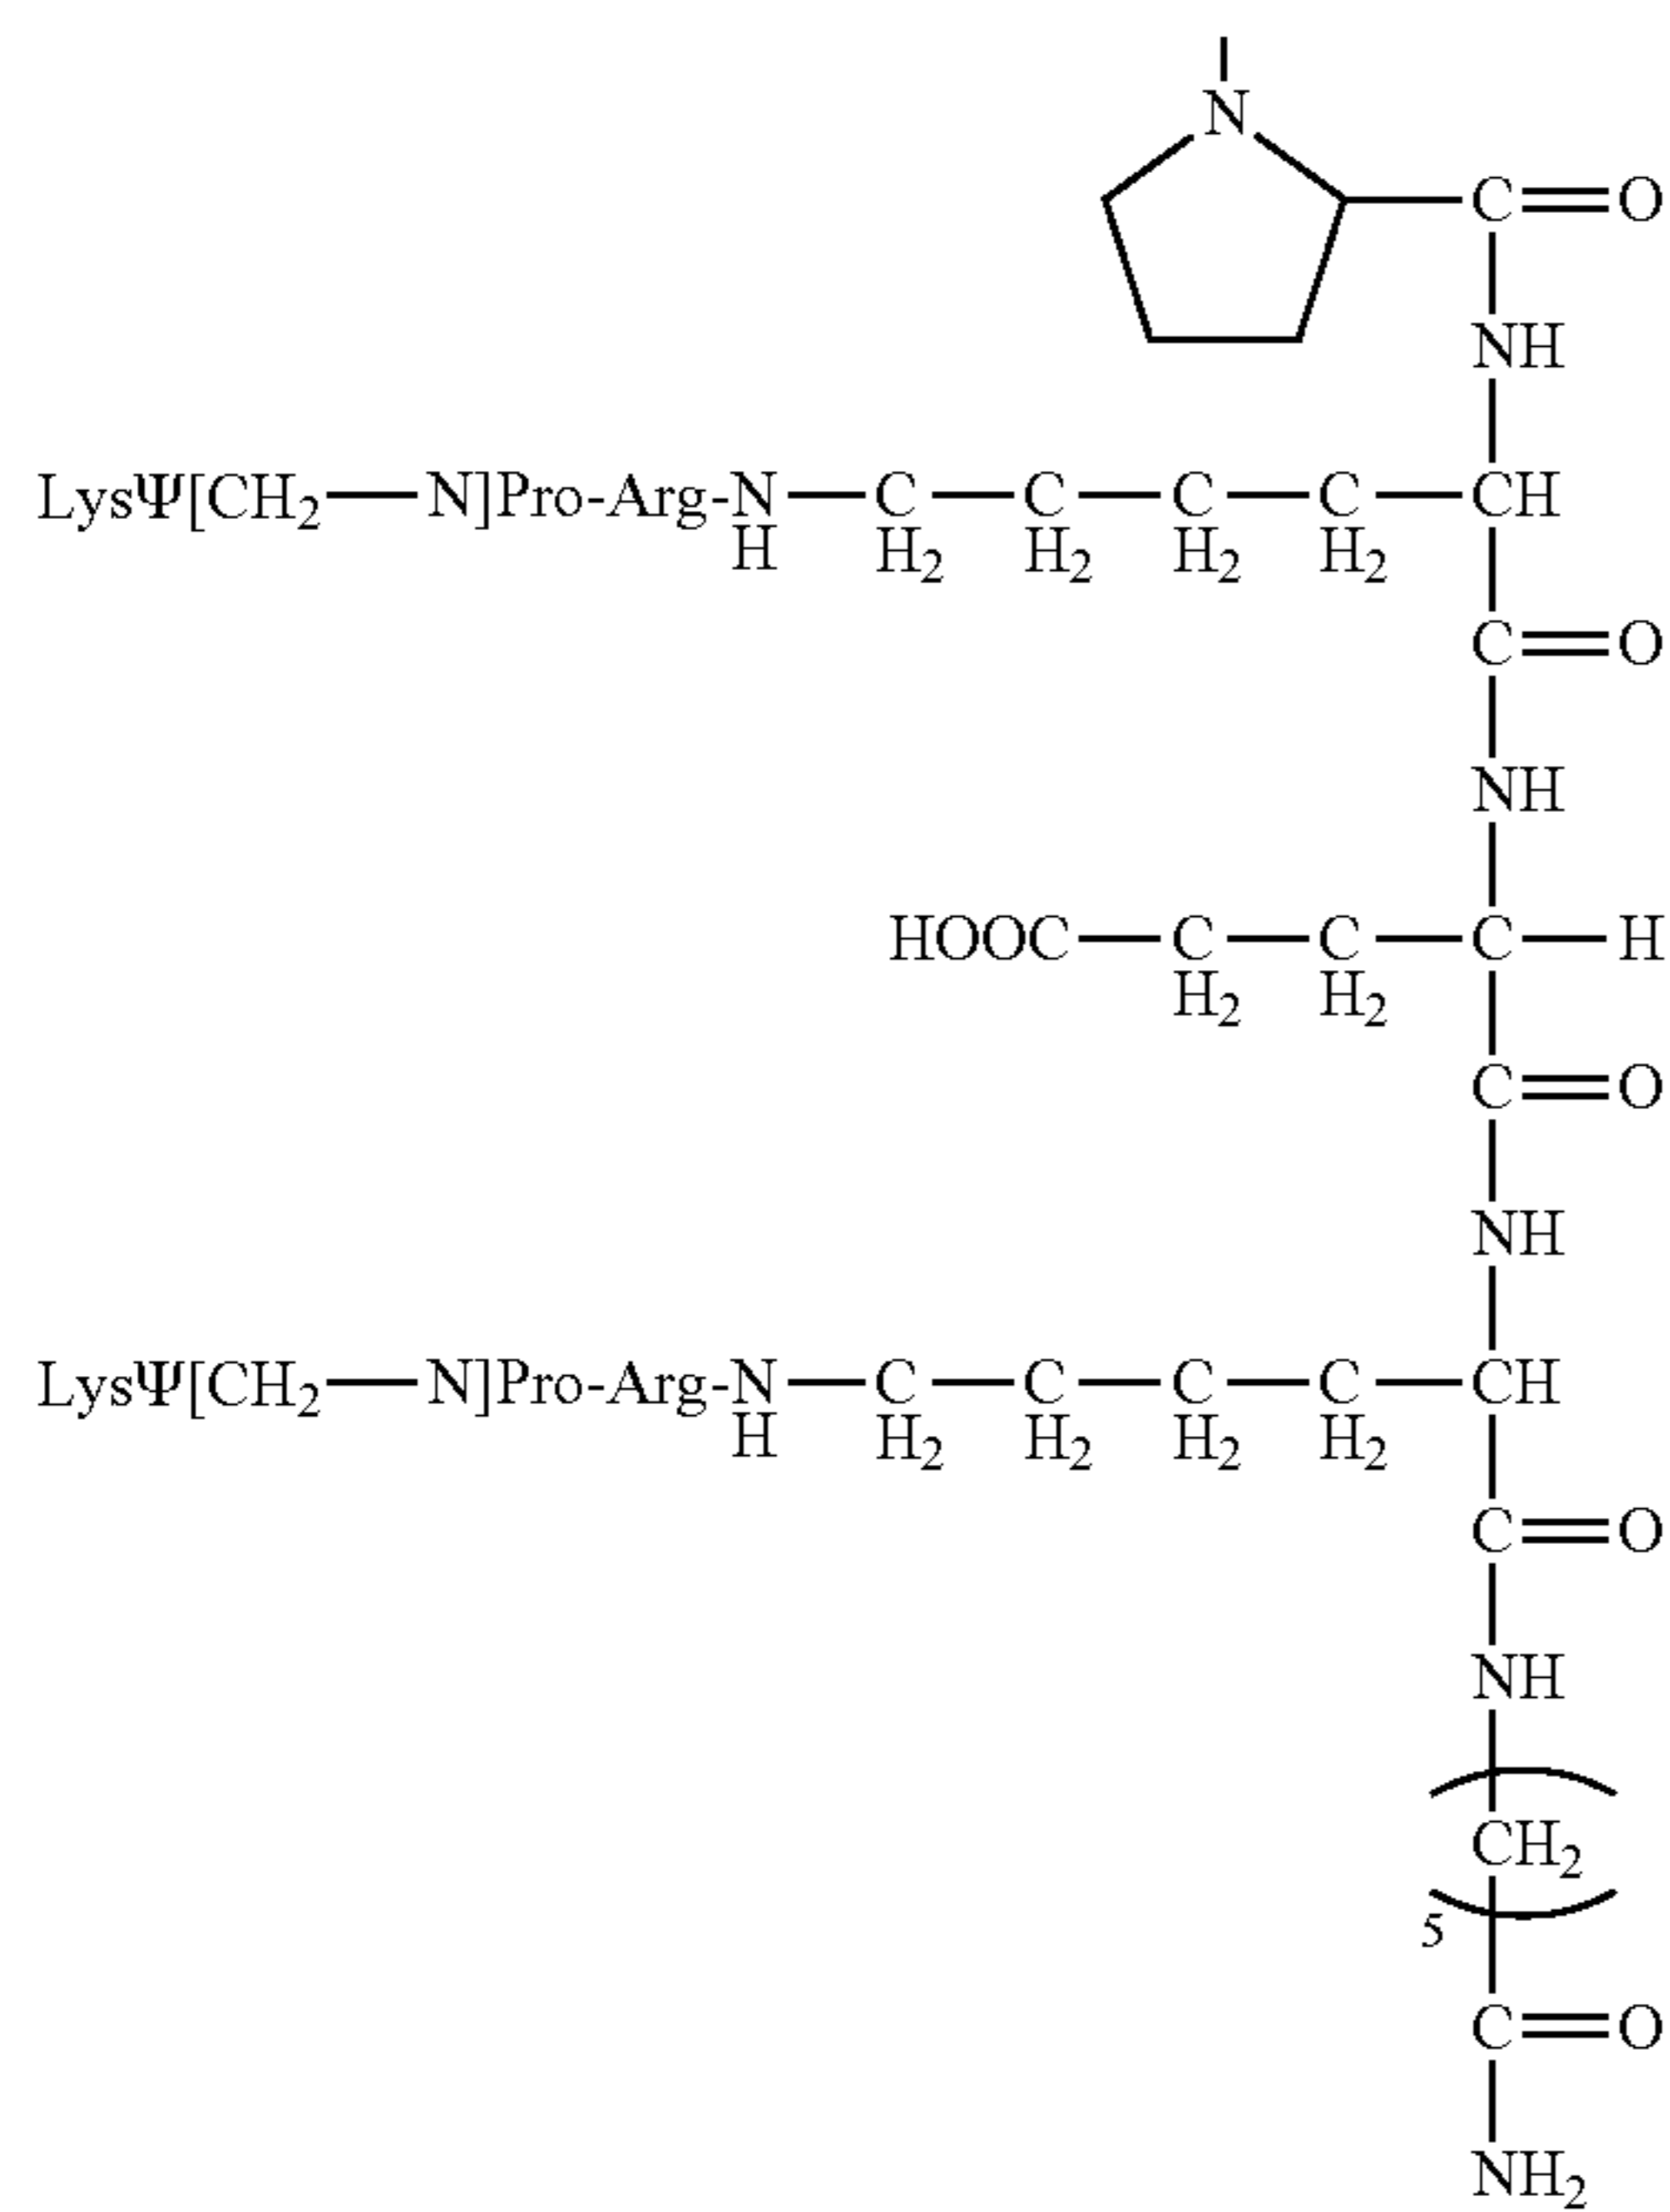 N
C=O
NH
LysΨ[CH2—N]Pro-Arg-N—C—C—C—C—CH
H H2 H2 H2 H2
C=O
NH
HOOC—C—C—C—H
H2 H2
C=O
NH
LysΨ[CH2—N]Pro-Arg-N—C—C—C—C—CH
H H2 H2 H2 H2
C=O
NH
CH2
5
C=O
NH2